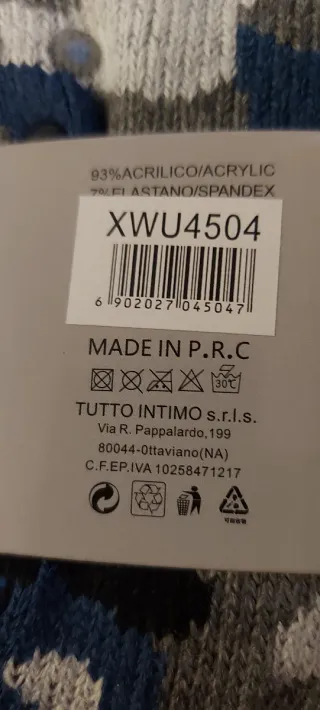 93%ACRILICO/ACRYLIC
7%ELASTANO/SPANDEX
XWU4504
6 902027 045047
MADE IN P.R.C
30℃
TUTTO INTIMO s.r.l.s.
Via R. Pappalardo,199
80044-Ottaviano(NA)
C.F.EP.IVA 10258471217